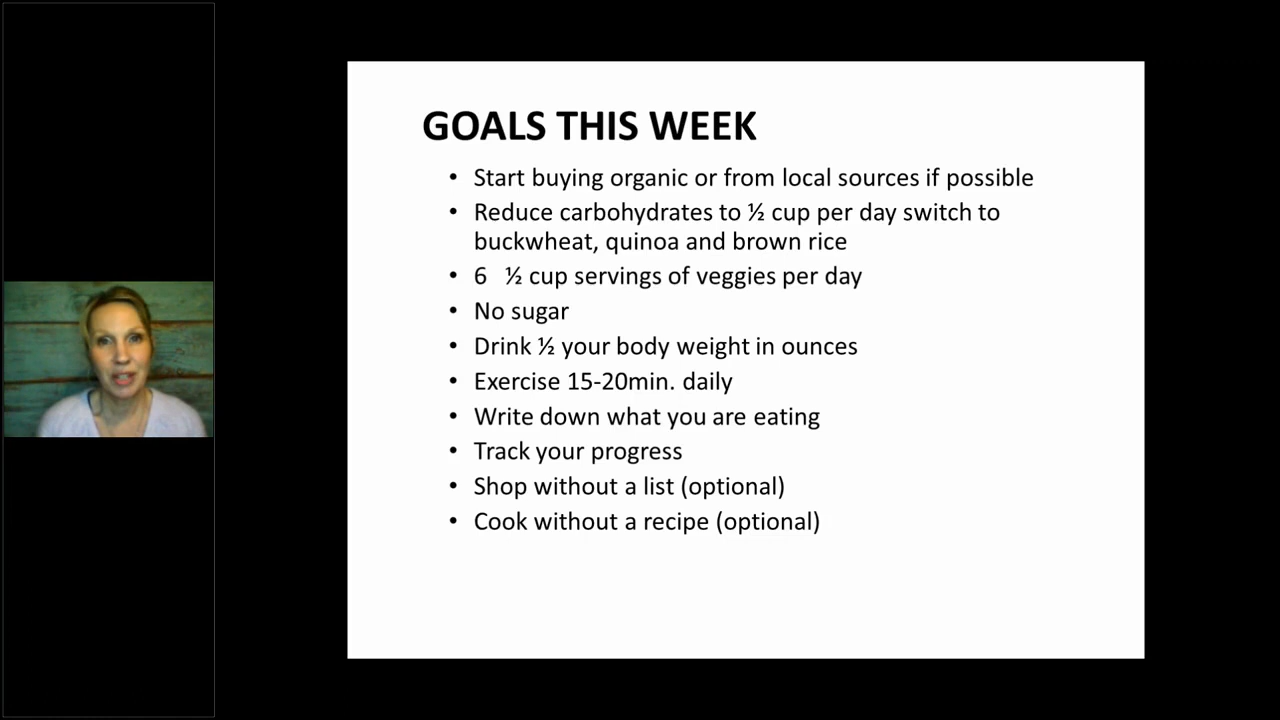 GOALS THIS WEEK
• Start buying organic or from local sources if possible
• Reduce carbohydrates to ½ cup per day switch to
buckwheat, quinoa and brown rice
• 6   ½ cup servings of veggies per day
• No sugar
• Drink ½ your body weight in ounces
• Exercise 15-20min. daily
• Write down what you are eating
• Track your progress
• Shop without a list (optional)
• Cook without a recipe (optional)